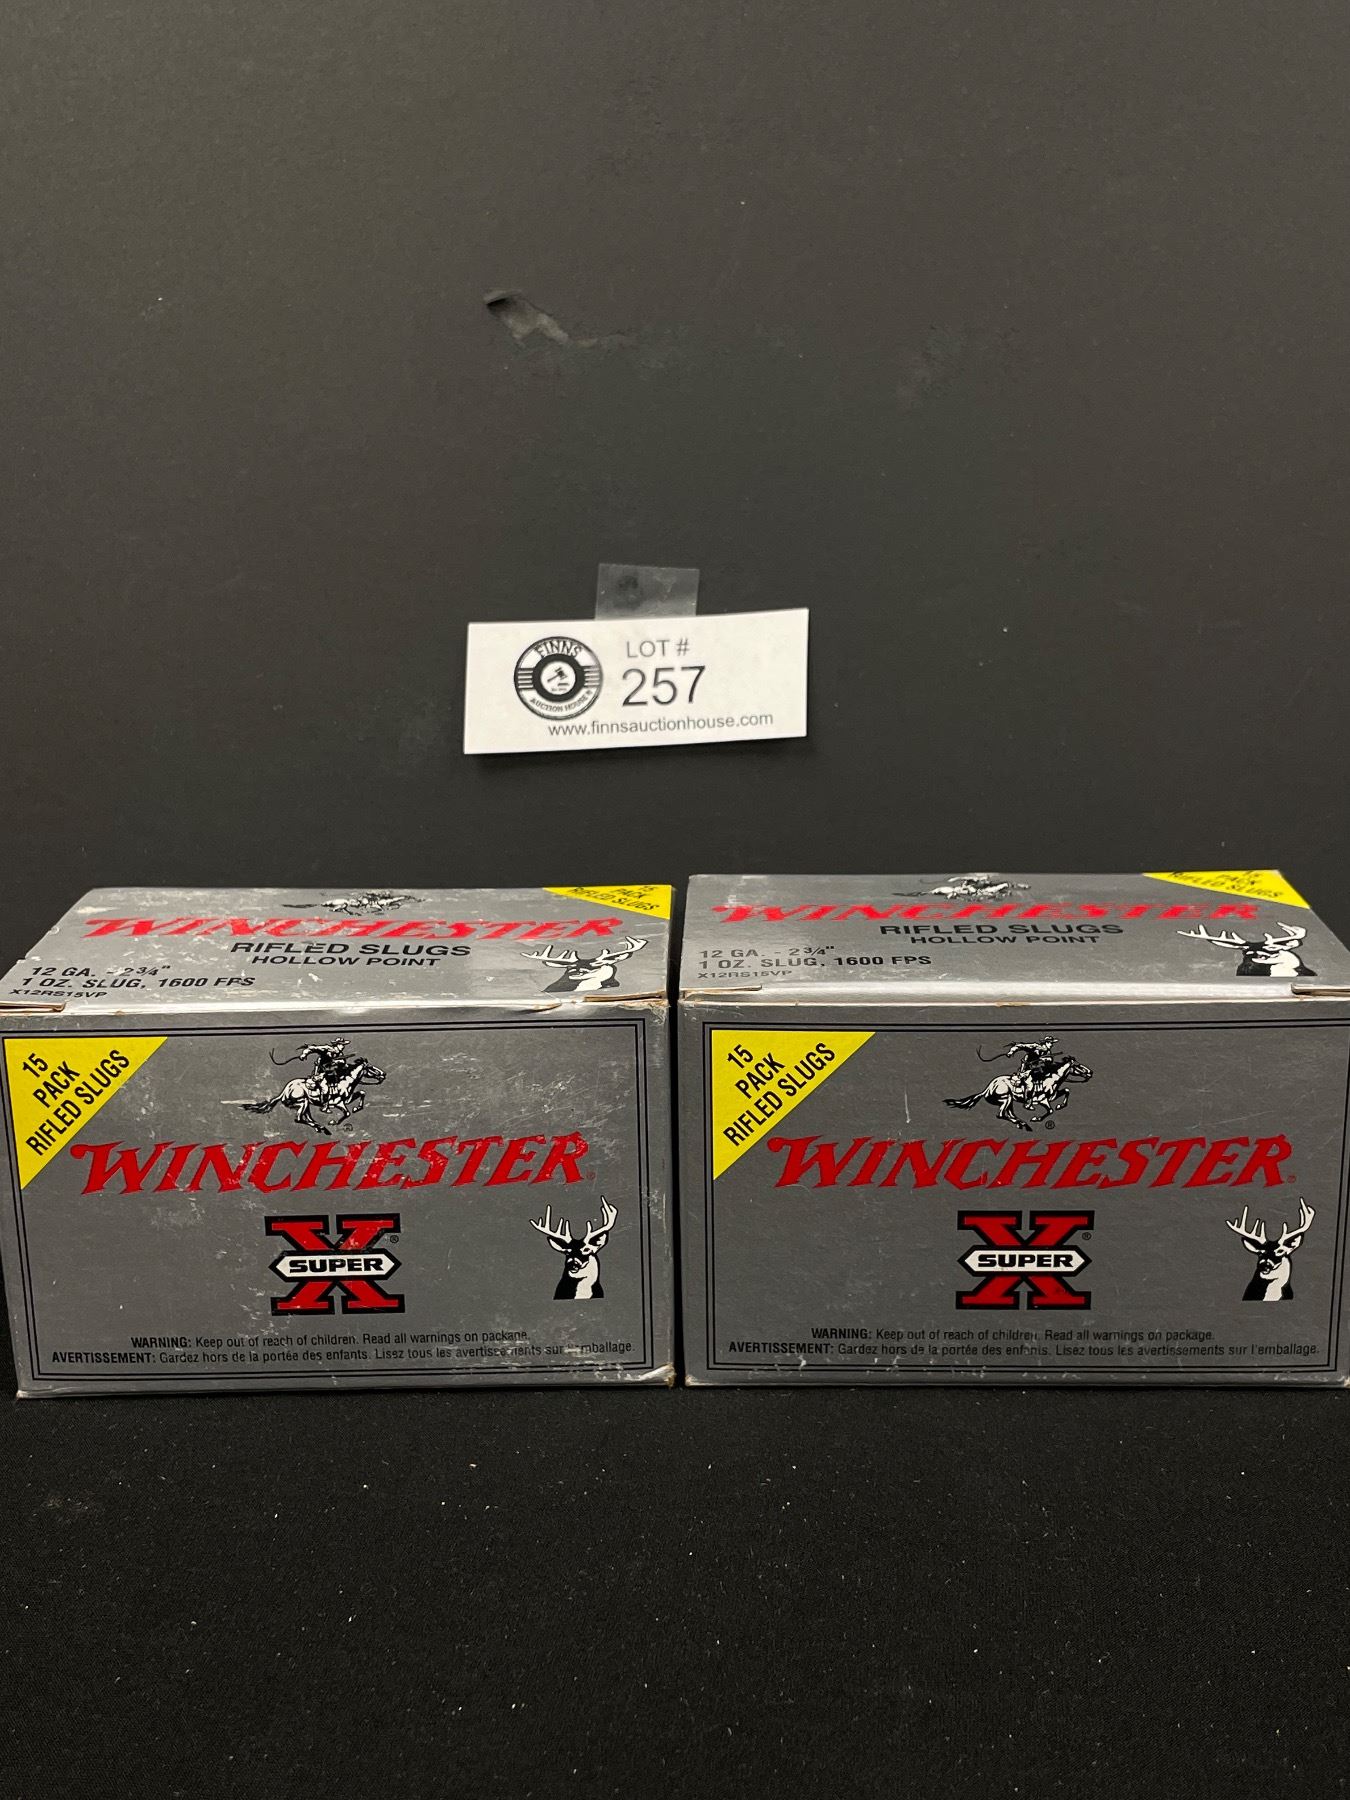 FINNS
AUCTION HOUSE
LOT #
257
www.finnsauctionhouse.com
15
PACK
RIFLED SLUGS
WINCHESTER
RIFLED SLUGS
HOLLOW POINT
12 GA. - 2 3/4"
1 OZ. SLUG, 1600 FPS
X12RS15VP
15
PACK
RIFLED SLUGS
WINCHESTER
X
SUPER
WARNING: Keep out of reach of children. Read all warnings on package.
AVERTISSEMENT: Gardez hors de la portée des enfants. Lisez tous les avertissements sur l'emballage.
15
PACK
RIFLED SLUGS
WINCHESTER
RIFLED SLUGS
HOLLOW POINT
12 GA. - 2 3/4"
1 OZ. SLUG, 1600 FPS
X12RS15VP
15
PACK
RIFLED SLUGS
WINCHESTER
X
SUPER
WARNING: Keep out of reach of children. Read all warnings on package.
AVERTISSEMENT: Gardez hors de la portée des enfants. Lisez tous les avertissements sur l'emballage.